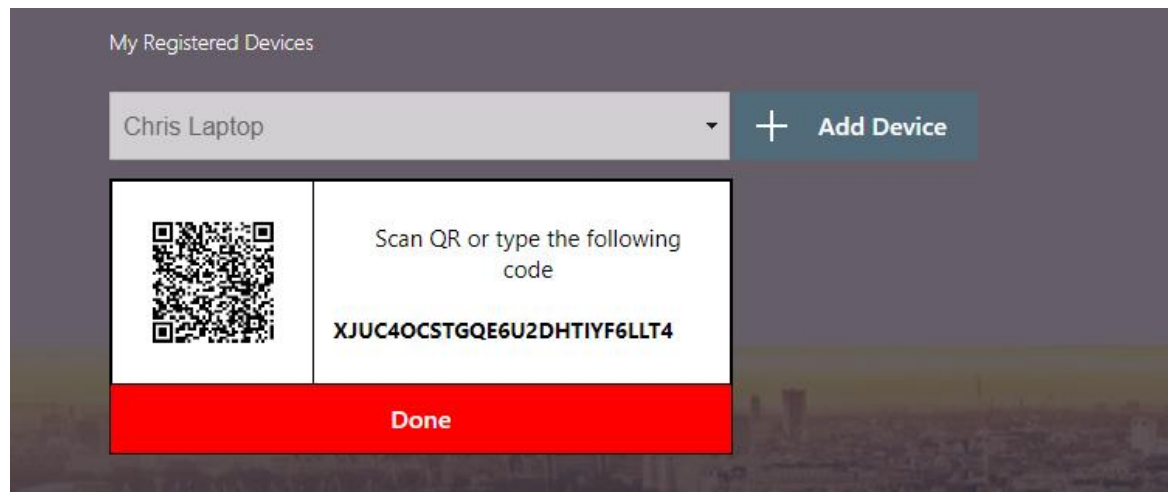 My Registered Devices
Chris Laptop
+ Add Device
Scan QR or type the following
code
XJUC4OCSTGQE6U2DHTIYF6LLT4
Done